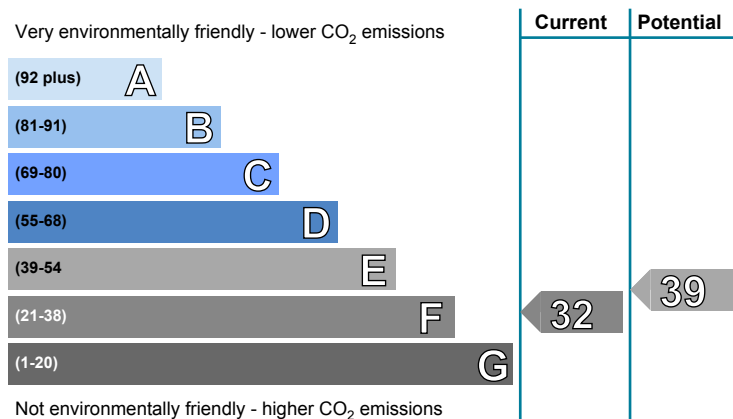 Very environmentally friendly - lower CO₂ emissions
Current
Potential
(92 plus) A
(81-91) B
(69-80) C
(55-68) D
(39-54 E
(21-38) F
(1-20) G
32
39
Not environmentally friendly - higher CO₂ emissions